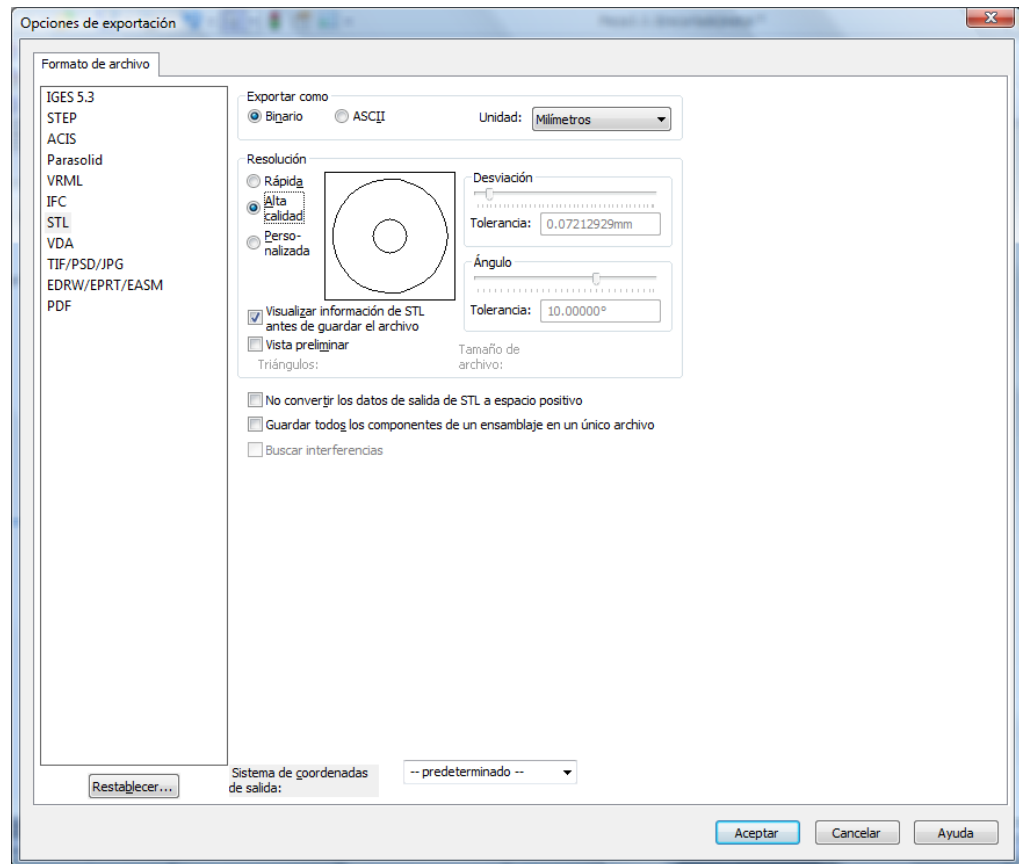 Opciones de exportación
Formato de archivo
IGES 5.3
STEP
ACIS
Parasolid
VRML
IFC
STL
VDA
TIF/PSD/JPG
EDRW/EPRT/EASM
PDF
Restablecer...
Exportar como
Binario
ASCII
Unidad:
Milímetros
Resolución
Rápida
Alta
calidad
Perso-
nalizada
Desviación
Tolerancia:
0.07212929mm
Ángulo
Tolerancia:
10.00000°
Visualizar información de STL
antes de guardar el archivo
Vista preliminar
Triángulos:
Tamaño de
archivo:
No convertir los datos de salida de STL a espacio positivo
Guardar todos los componentes de un ensamblaje en un único archivo
Buscar interferencias
Sistema de coordenadas
de salida:
-- predeterminado --
Aceptar
Cancelar
Ayuda